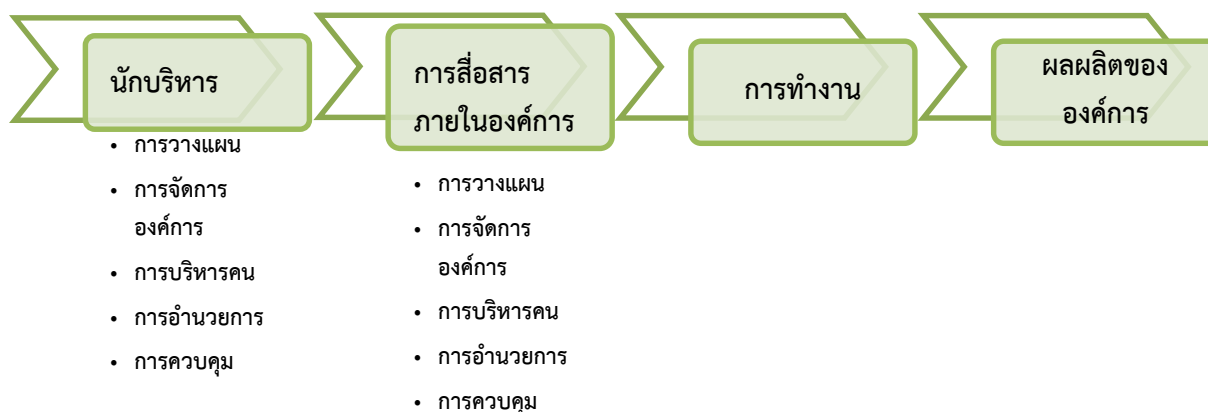 นักบริหาร
• การวางแผน
• การจัดการ
องค์การ
• การบริหารคน
• การอำนวยการ
• การควบคุม
การสื่อสาร
ภายในองค์การ
• การวางแผน
• การจัดการ
องค์การ
• การบริหารคน
• การอำนวยการ
• การควบคุม
การทำงาน
ผลผลิตของ
องค์การ